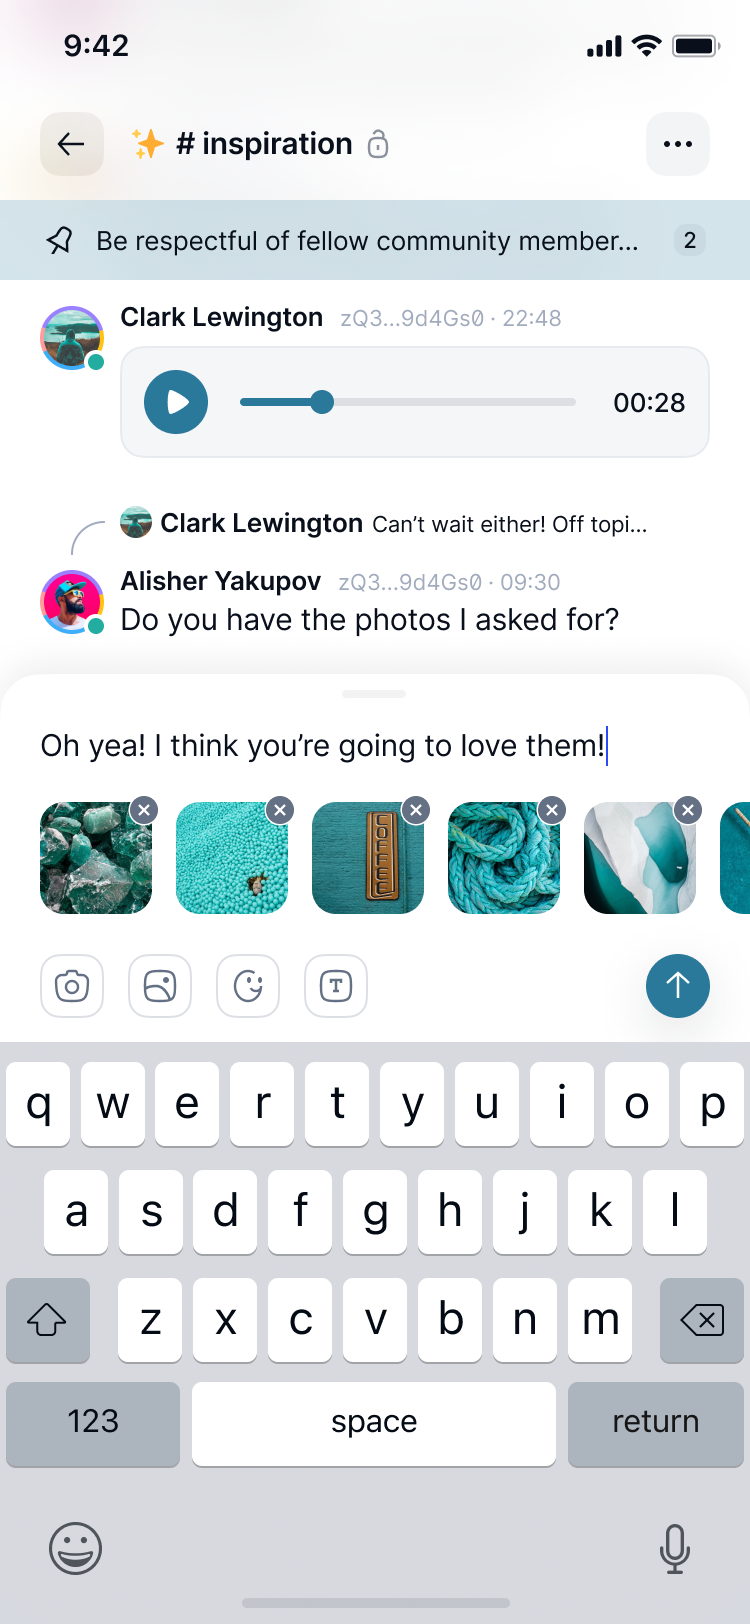 9:42
✨ # inspiration
Be respectful of fellow community member... 2
Clark Lewington zQ3...9d4Gs0 · 22:48
00:28
Clark Lewington Can’t wait either! Off topi...
Alisher Yakupov zQ3...9d4Gs0 · 09:30
Do you have the photos I asked for?
Oh yea! I think you’re going to love them!
COFFEE
T
q w e r t y u i o p
a s d f g h j k l
z x c v b n m
123 space return